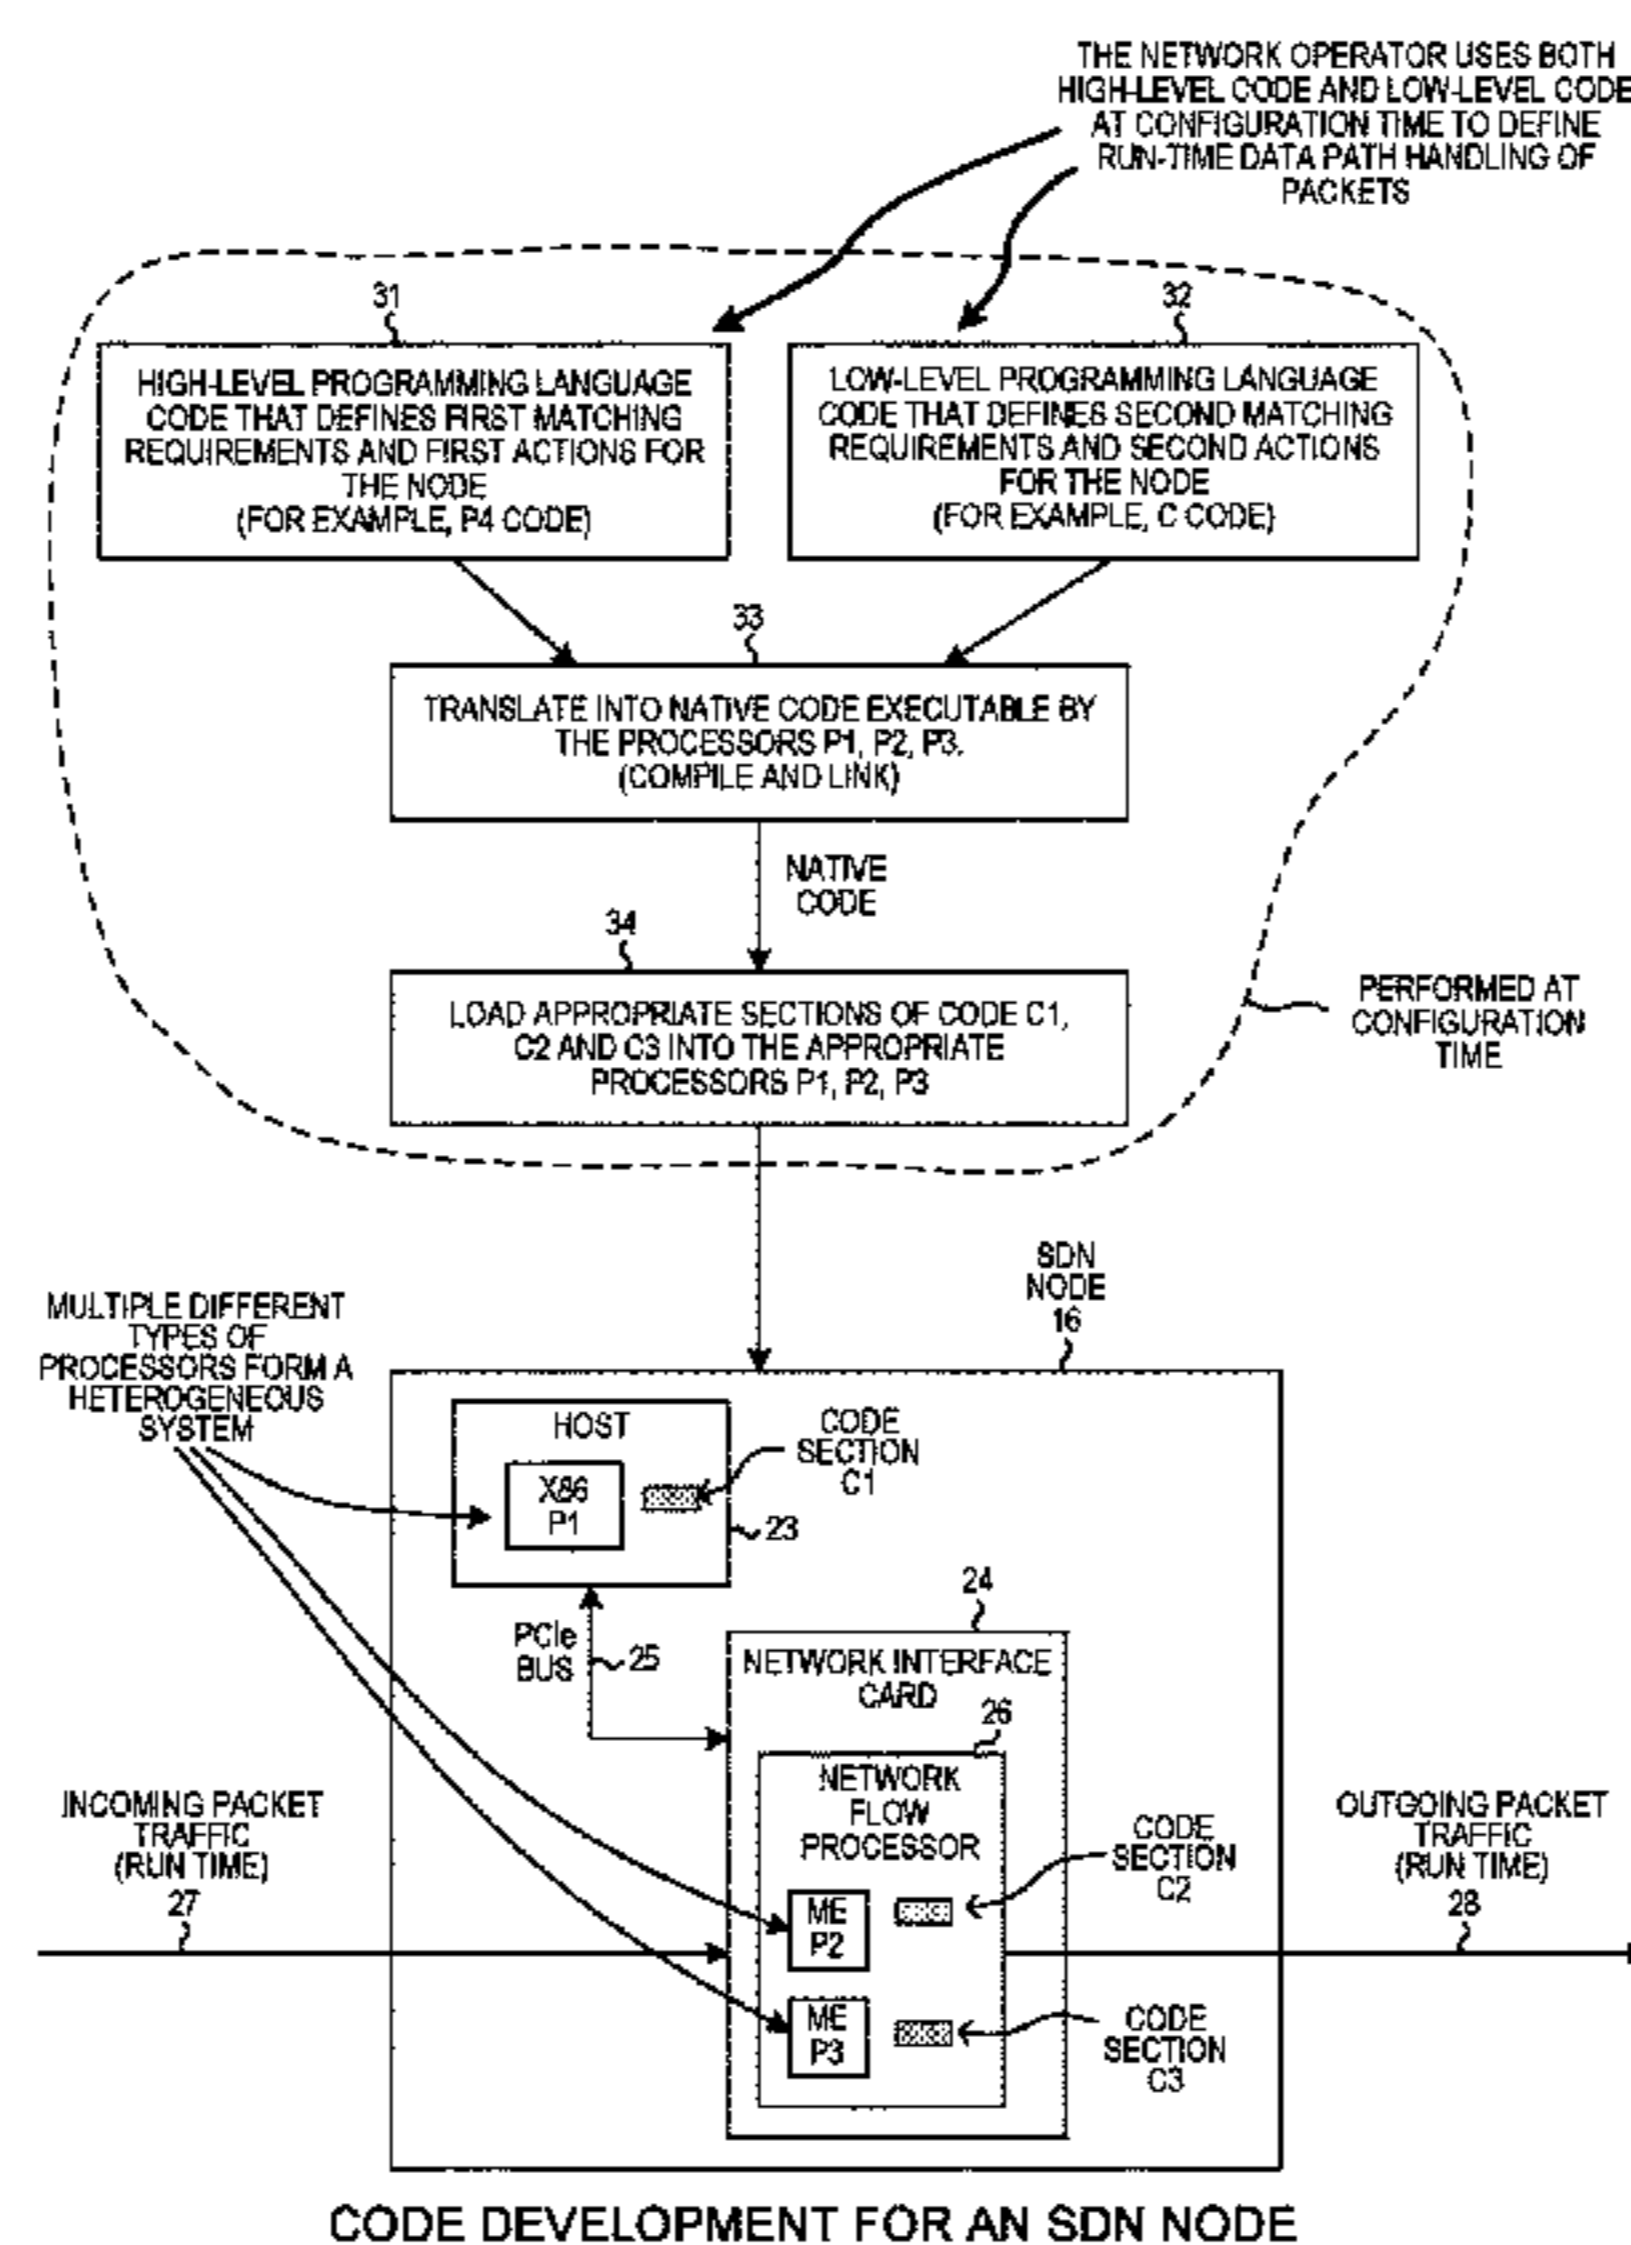 THE NETWORK OPERATOR USES BOTH
HIGH-LEVEL CODE AND LOW-LEVEL CODE
AT CONFIGURATION TIME TO DEFINE
RUN-TIME DATA PATH HANDLING OF
PACKETS
31
32
HIGH-LEVEL PROGRAMMING LANGUAGE
CODE THAT DEFINES FIRST MATCHING
REQUIREMENTS AND FIRST ACTIONS FOR
THE NODE
(FOR EXAMPLE, P4 CODE)
LOW-LEVEL PROGRAMMING LANGUAGE
CODE THAT DEFINES SECOND MATCHING
REQUIREMENTS AND SECOND ACTIONS
FOR THE NODE
(FOR EXAMPLE, C CODE)
33
TRANSLATE INTO NATIVE CODE EXECUTABLE BY
THE PROCESSORS P1, P2, P3.
(COMPILE AND LINK)
NATIVE
CODE
34
LOAD APPROPRIATE SECTIONS OF CODE C1,
C2 AND C3 INTO THE APPROPRIATE
PROCESSORS P1, P2, P3
PERFORMED AT
CONFIGURATION
TIME
SDN
NODE
16
MULTIPLE DIFFERENT
TYPES OF
PROCESSORS FORM A
HETEROGENEOUS
SYSTEM
HOST
X86
P1
CODE
SECTION
C1
23
24
PCIe
BUS
25
NETWORK INTERFACE
CARD
26
NETWORK
FLOW
PROCESSOR
INCOMING PACKET
TRAFFIC
(RUN TIME)
27
ME
P2
CODE
SECTION
C2
OUTGOING PACKET
TRAFFIC
(RUN TIME)
28
ME
P3
CODE
SECTION
C3
CODE DEVELOPMENT FOR AN SDN NODE